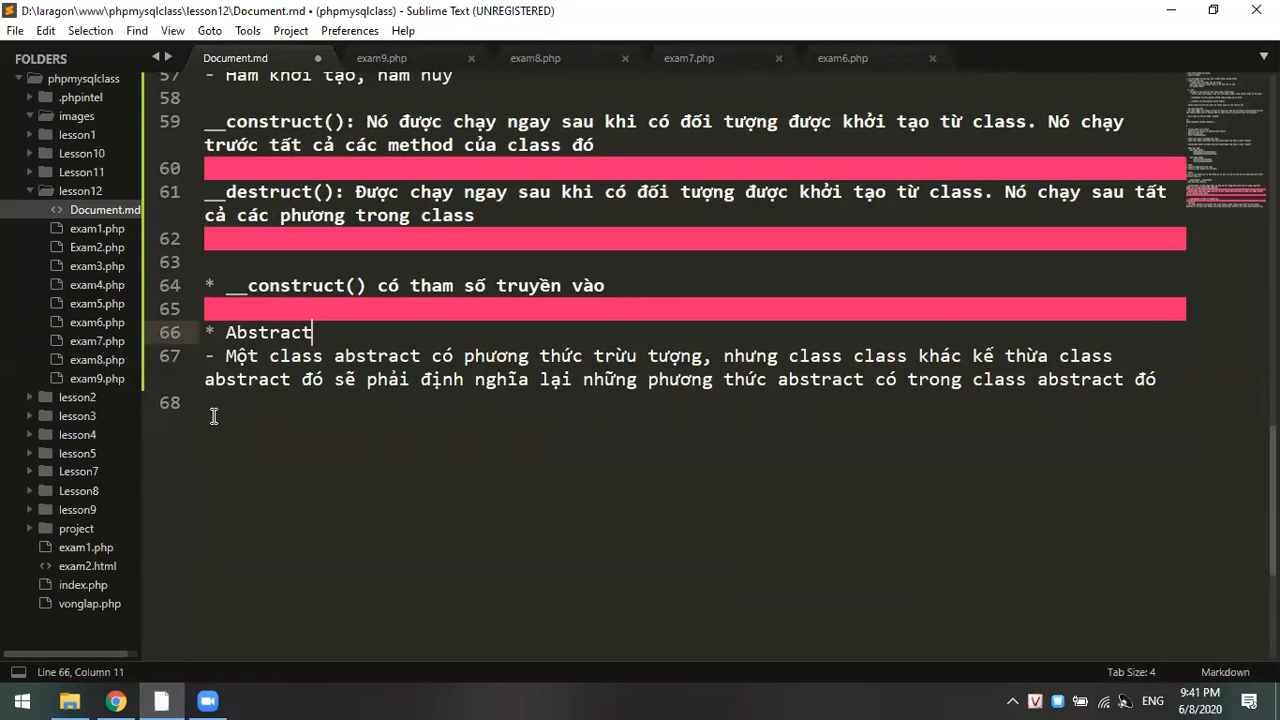 D:\laragon\www\phpmysqlclass\lesson12\Document.md • (phpmysqlclass) - Sublime Text (UNREGISTERED)
File Edit Selection Find View Goto Tools Project Preferences Help
FOLDERS
phpmysqlclass
.phpintel
images
lesson1
Lesson10
Lesson11
lesson12
Document.md
exam1.php
Exam2.php
exam3.php
exam4.php
exam5.php
exam6.php
exam7.php
exam8.php
exam9.php
lesson2
lesson3
lesson4
lesson5
Lesson7
Lesson8
lesson9
project
exam1.php
exam2.html
index.php
vonglap.php
Document.md exam9.php exam8.php exam7.php exam6.php
57 - Hàm khởi tạo, hàm hủy
58
59 __construct(): Nó được chạy ngay sau khi có đối tượng được khởi tạo từ class. Nó chạy
trước tất cả các method của class đó
60
61 __destruct(): Được chạy ngay sau khi có đối tượng được khởi tạo từ class. Nó chạy sau tất
cả các phương trong class
62
63
64 * __construct() có tham số truyền vào
65
66 * Abstract
67 - Một class abstract có phương thức trừu tượng, nhưng class class khác kế thừa class
abstract đó sẽ phải định nghĩa lại những phương thức abstract có trong class abstract đó
68
Line 66, Column 11 Tab Size: 4 Markdown
ENG
9:41 PM
6/8/2020